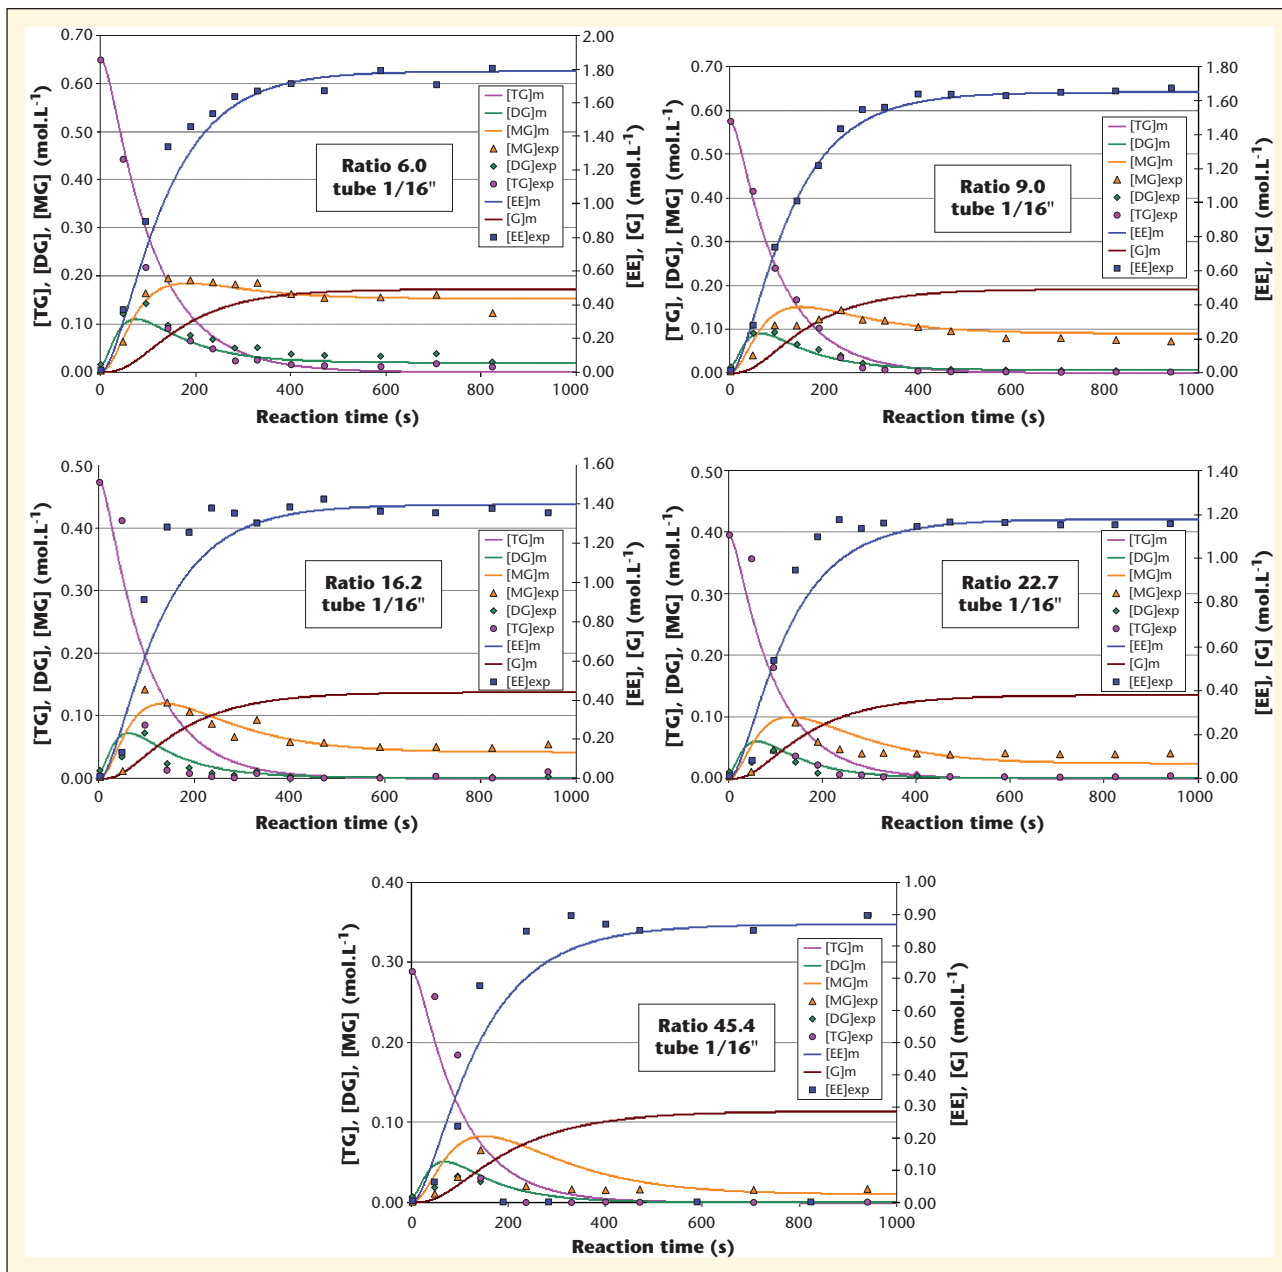 0.70
0.60
0.50
0.40
0.30
0.20
0.10
0.00
[TG], [DG], [MG] (mol.L-1)
2.00
1.80
1.60
1.40
1.20
1.00
0.80
0.60
0.40
0.20
0.00
[EE], [G] (mol.L-1)
[TG]m
[DG]m
[MG]m
[MG]exp
[DG]exp
[TG]exp
[EE]m
[G]m
[EE]exp
Ratio 6.0
tube 1/16"
0 200 400 600 800 1000
Reaction time (s)
0.70
0.60
0.50
0.40
0.30
0.20
0.10
0.00
[TG], [DG], [MG] (mol.L-1)
1.80
1.60
1.40
1.20
1.00
0.80
0.60
0.40
0.20
0.00
[EE], [G] (mol.L-1)
[TG]m
[DG]m
[MG]m
[MG]exp
[DG]exp
[TG]exp
[EE]m
[G]m
[EE]exp
Ratio 9.0
tube 1/16"
0 200 400 600 800 1000
Reaction time (s)
0.50
0.40
0.30
0.20
0.10
0.00
[TG], [DG], [MG] (mol.L-1)
1.60
1.40
1.20
1.00
0.80
0.60
0.40
0.20
0.00
[EE], [G] (mol.L-1)
[TG]m
[DG]m
[MG]m
[MG]exp
[DG]exp
[TG]exp
[EE]m
[G]m
[EE]exp
Ratio 16.2
tube 1/16"
0 200 400 600 800 1000
Reaction time (s)
0.50
0.40
0.30
0.20
0.10
0.00
[TG], [DG], [MG] (mol.L-1)
1.40
1.20
1.00
0.80
0.60
0.40
0.20
0.00
[EE], [G] (mol.L-1)
[TG]m
[DG]m
[MG]m
[MG]exp
[DG]exp
[TG]exp
[EE]m
[G]m
[EE]exp
Ratio 22.7
tube 1/16"
0 200 400 600 800 1000
Reaction time (s)
0.40
0.30
0.20
0.10
0.00
[TG], [DG], [MG] (mol.L-1)
1.00
0.90
0.80
0.70
0.60
0.50
0.40
0.30
0.20
0.10
0.00
[EE], [G] (mol.L-1)
[TG]m
[DG]m
[MG]m
[MG]exp
[DG]exp
[TG]exp
[EE]m
[G]m
[EE]exp
Ratio 45.4
tube 1/16"
0 200 400 600 800 1000
Reaction time (s)